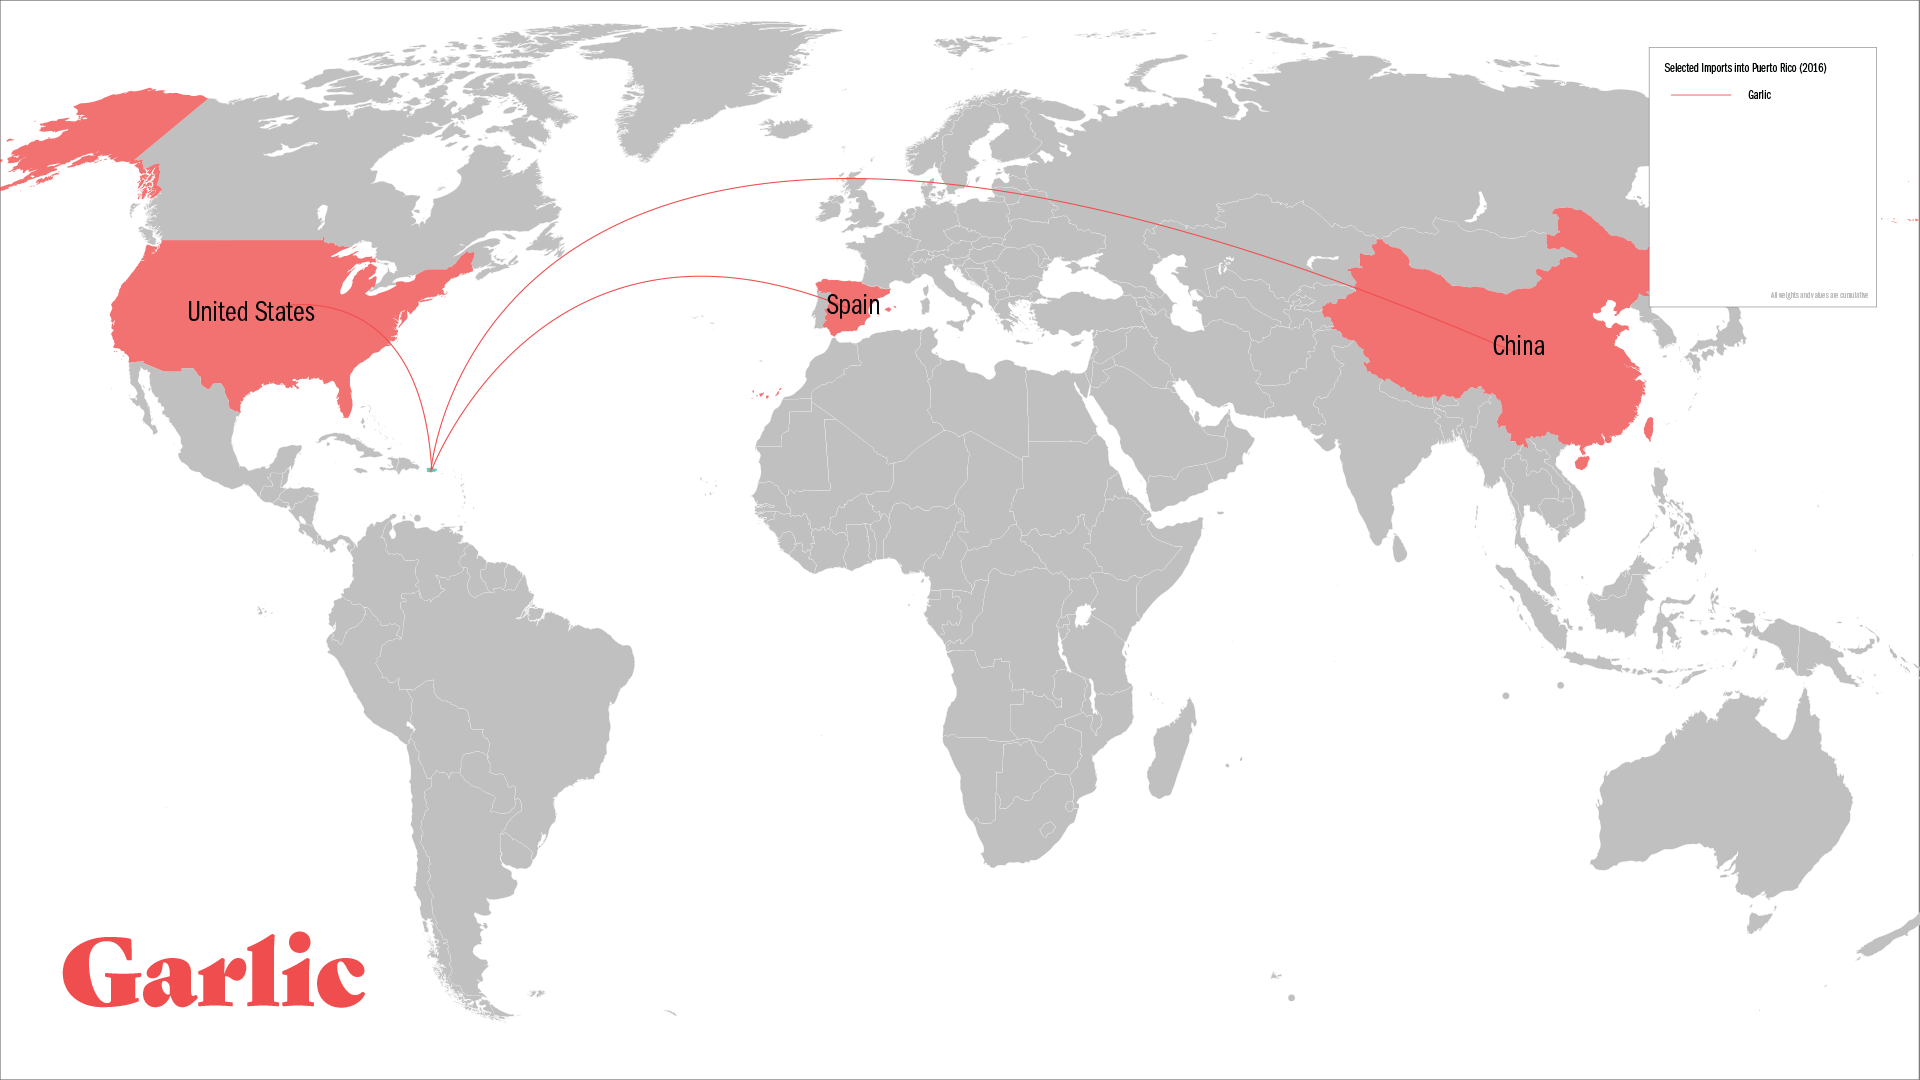 Selected Imports into Puerto Rico (2016)
Garlic
All weights and values are cumulative
United States
Spain
China
Garlic